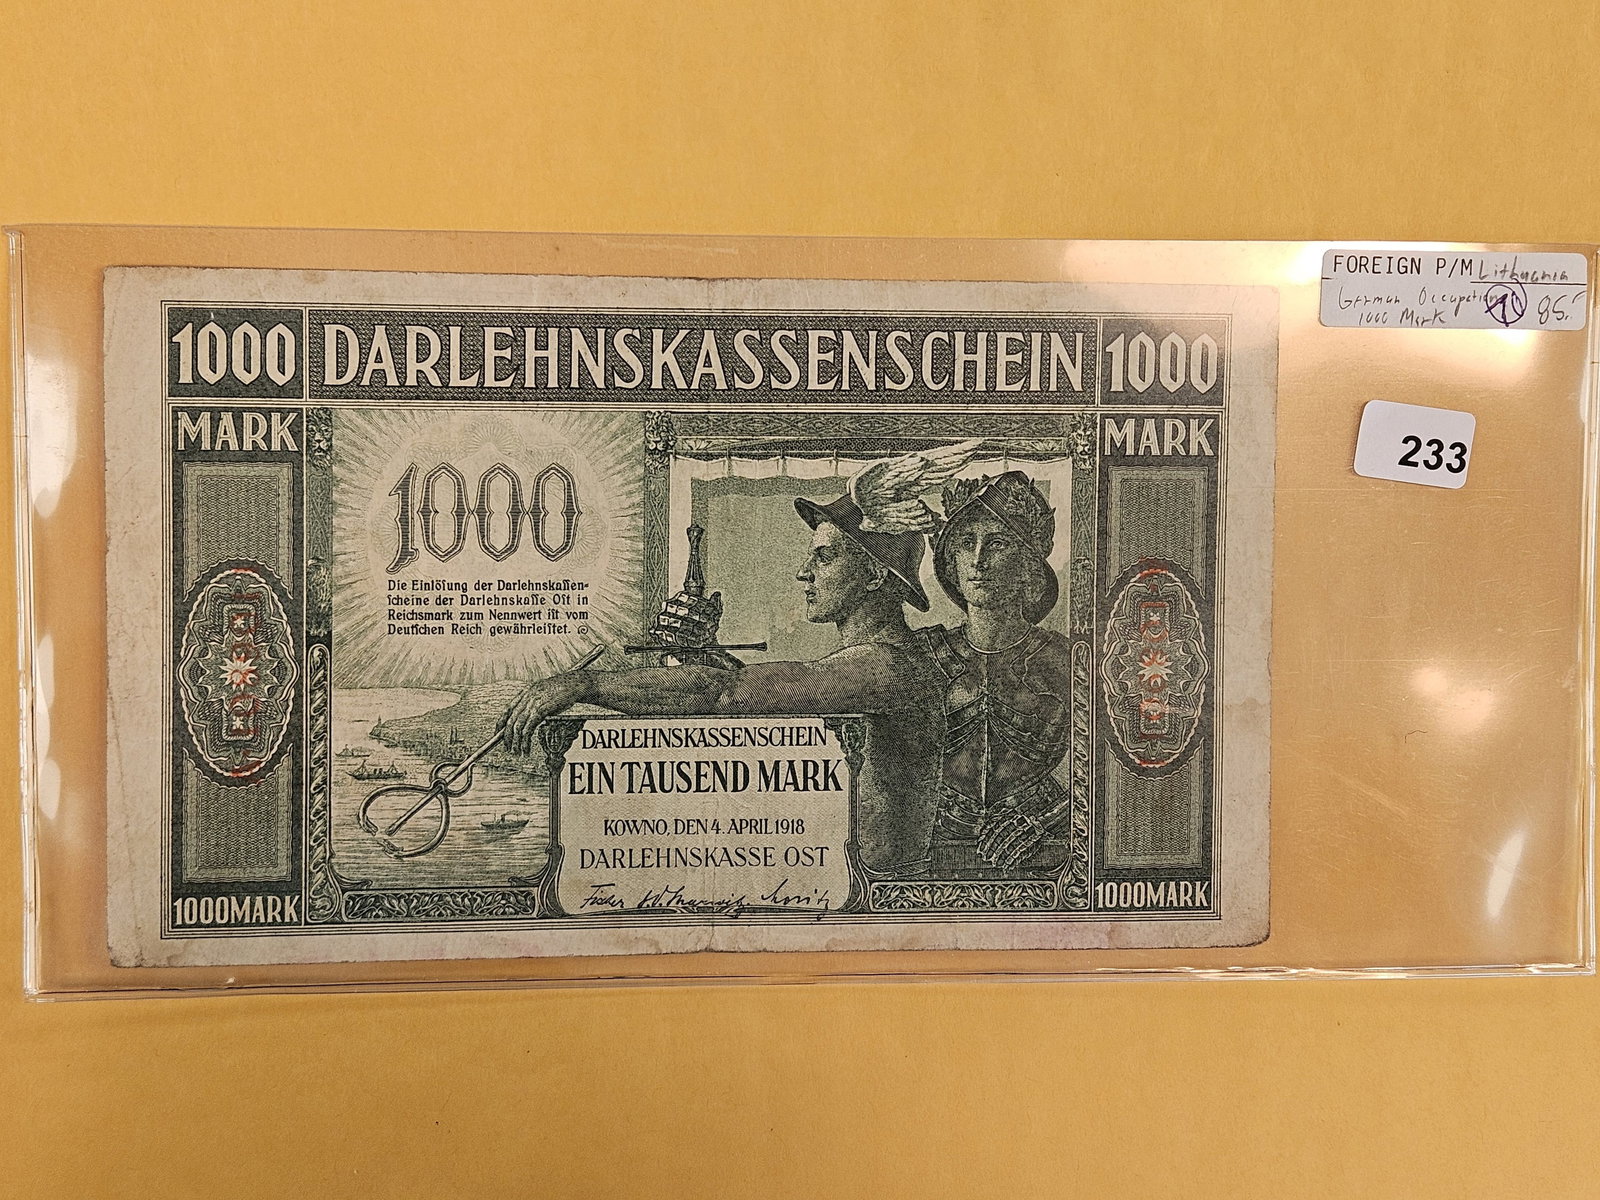 FOREIGN P/M Lithuania
German Occupation
1000 Mark
85.
233
1000 DARLEHNSKASSENSCHEIN 1000
MARK MARK
1000
Die Einlöſung der Darlehnskaſſen-
ſcheine der Darlehnskaſſe Oſt in
Reichsmark zum Nennwert iſt vom
Deutſchen Reich gewährleiſtet.
DARLEHNSKASSENSCHEIN
EIN TAUSEND MARK
KOWNO, DEN 4. APRIL 1918
DARLEHNSKASSE OST
1000MARK 1000MARK